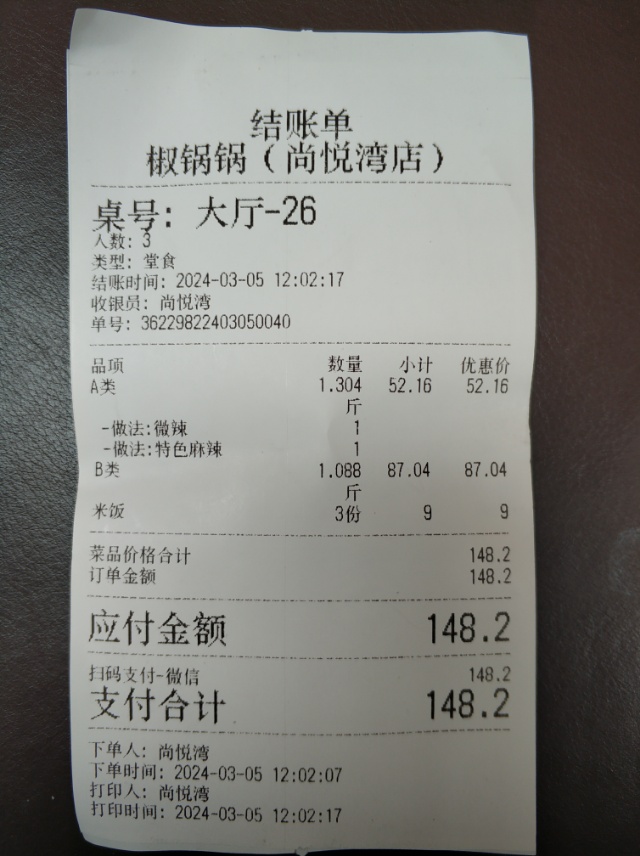 结账单
椒锅锅（尚悦湾店）
桌号: 大厅-26
人数: 3
类型: 堂食
结账时间: 2024-03-05 12:02:17
收银员: 尚悦湾
单号: 36229822403050040
品项 数量 小计 优惠价
A类 1.304 52.16 52.16
斤
-做法:微辣 1
-做法:特色麻辣 1
B类 1.088 87.04 87.04
斤
米饭 3份 9 9
菜品价格合计 148.2
订单金额 148.2
应付金额 148.2
扫码支付-微信 148.2
支付合计 148.2
下单人: 尚悦湾
下单时间: 2024-03-05 12:02:07
打印人: 尚悦湾
打印时间: 2024-03-05 12:02:17